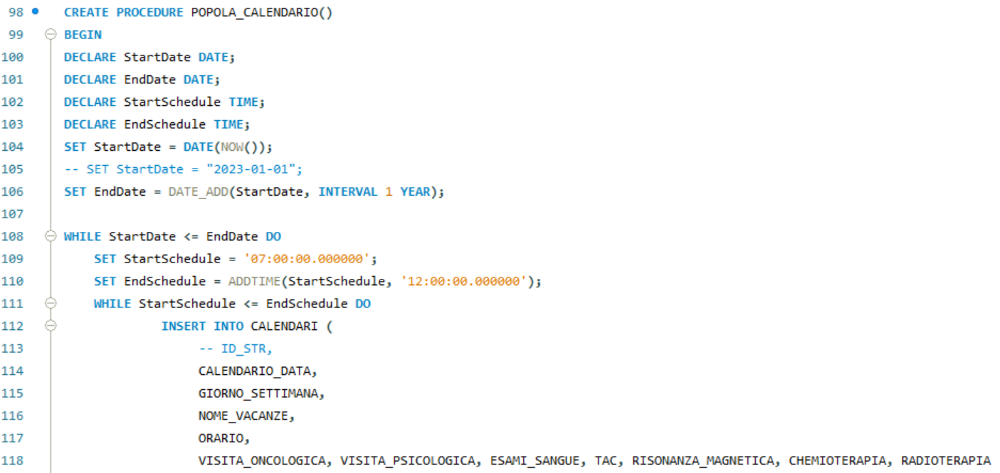 98 CREATE PROCEDURE POPOLA_CALENDARIO()
99 BEGIN
100 DECLARE StartDate DATE;
101 DECLARE EndDate DATE;
102 DECLARE StartSchedule TIME;
103 DECLARE EndSchedule TIME;
104 SET StartDate = DATE(NOW());
105 -- SET StartDate = "2023-01-01";
106 SET EndDate = DATE_ADD(StartDate, INTERVAL 1 YEAR);
107
108 WHILE StartDate <= EndDate DO
109 SET StartSchedule = '07:00:00.000000';
110 SET EndSchedule = ADDTIME(StartSchedule, '12:00:00.000000');
111 WHILE StartSchedule <= EndSchedule DO
112 INSERT INTO CALENDARI (
113 -- ID_STR,
114 CALENDARIO_DATA,
115 GIORNO_SETTIMANA,
116 NOME_VACANZE,
117 ORARIO,
118 VISITA_ONCOLOGICA, VISITA_PSICOLOGICA, ESAMI_SANGUE, TAC, RISONANZA_MAGNETICA, CHEMIOTERAPIA, RADIOTERAPIA